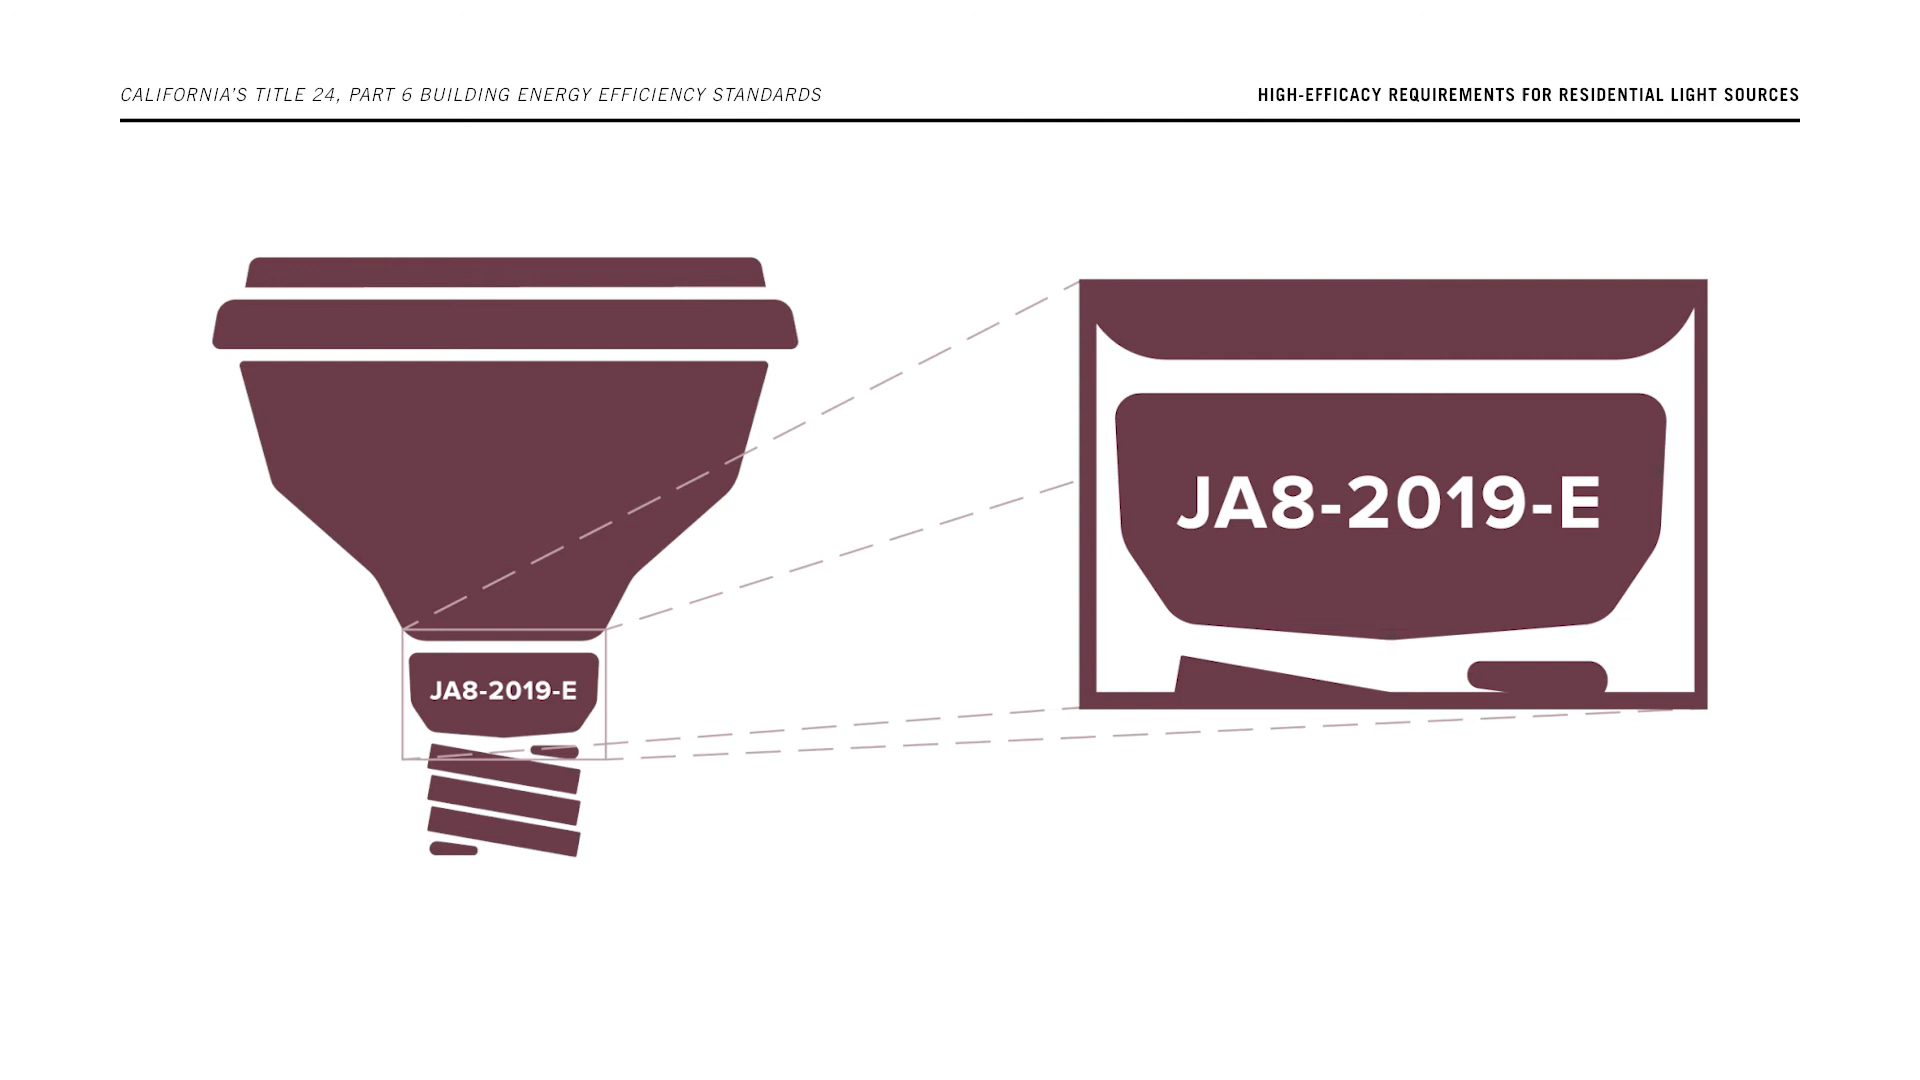 CALIFORNIA'S TITLE 24, PART 6 BUILDING ENERGY EFFICIENCY STANDARDS
HIGH-EFFICACY REQUIREMENTS FOR RESIDENTIAL LIGHT SOURCES
JA8-2019-E
JA8-2019-E